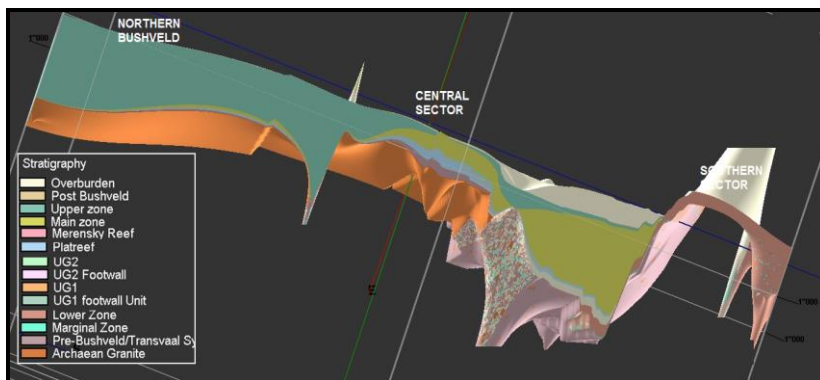 NORTHERN
BUSHVELD
CENTRAL
SECTOR
SOUTHERN
SECTOR
Stratigraphy
Overburden
Post Bushveld
Upper zone
Main zone
Merensky Reef
Platreef
UG2
UG2 Footwall
UG1
UG1 footwall Unit
Lower Zone
Marginal Zone
Pre-Bushveld/Transvaal Sy
Archaean Granite